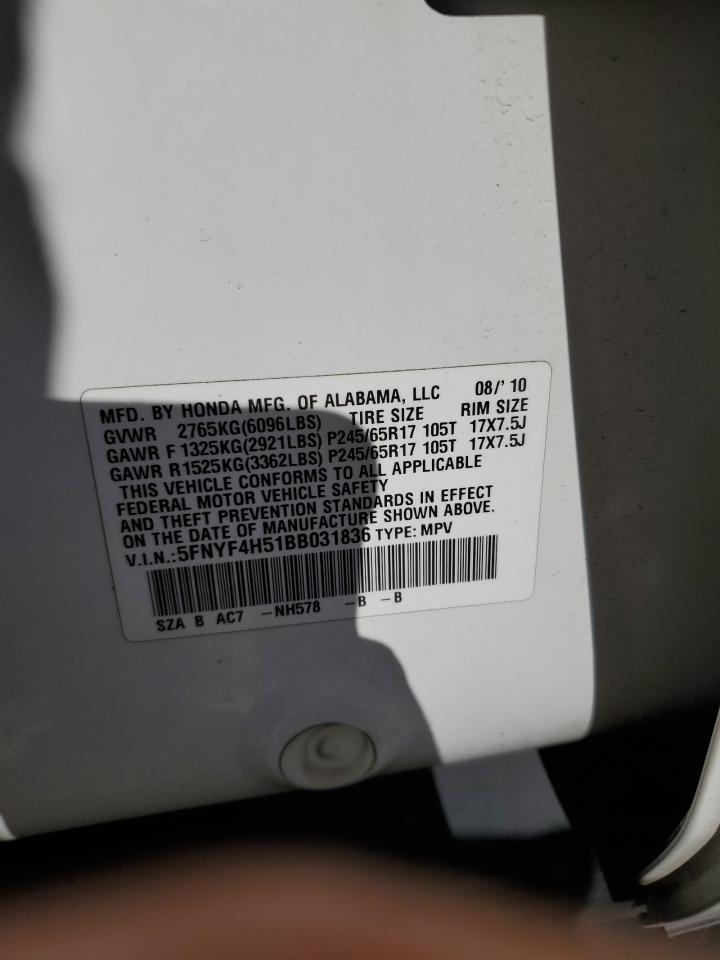 MFD. BY HONDA MFG. OF ALABAMA, LLC 08/' 10
GVWR 2765KG(6096LBS) TIRE SIZE RIM SIZE
GAWR F 1325KG(2921LBS) P245/65R17 105T 17X7.5J
GAWR R1525KG(3362LBS) P245/65R17 105T 17X7.5J
THIS VEHICLE CONFORMS TO ALL APPLICABLE
FEDERAL MOTOR VEHICLE SAFETY
AND THEFT PREVENTION STANDARDS IN EFFECT
ON THE DATE OF MANUFACTURE SHOWN ABOVE.
V.I.N.:5FNYF4H51BB031836 TYPE: MPV
SZA B AC7 -NH578 -B -B